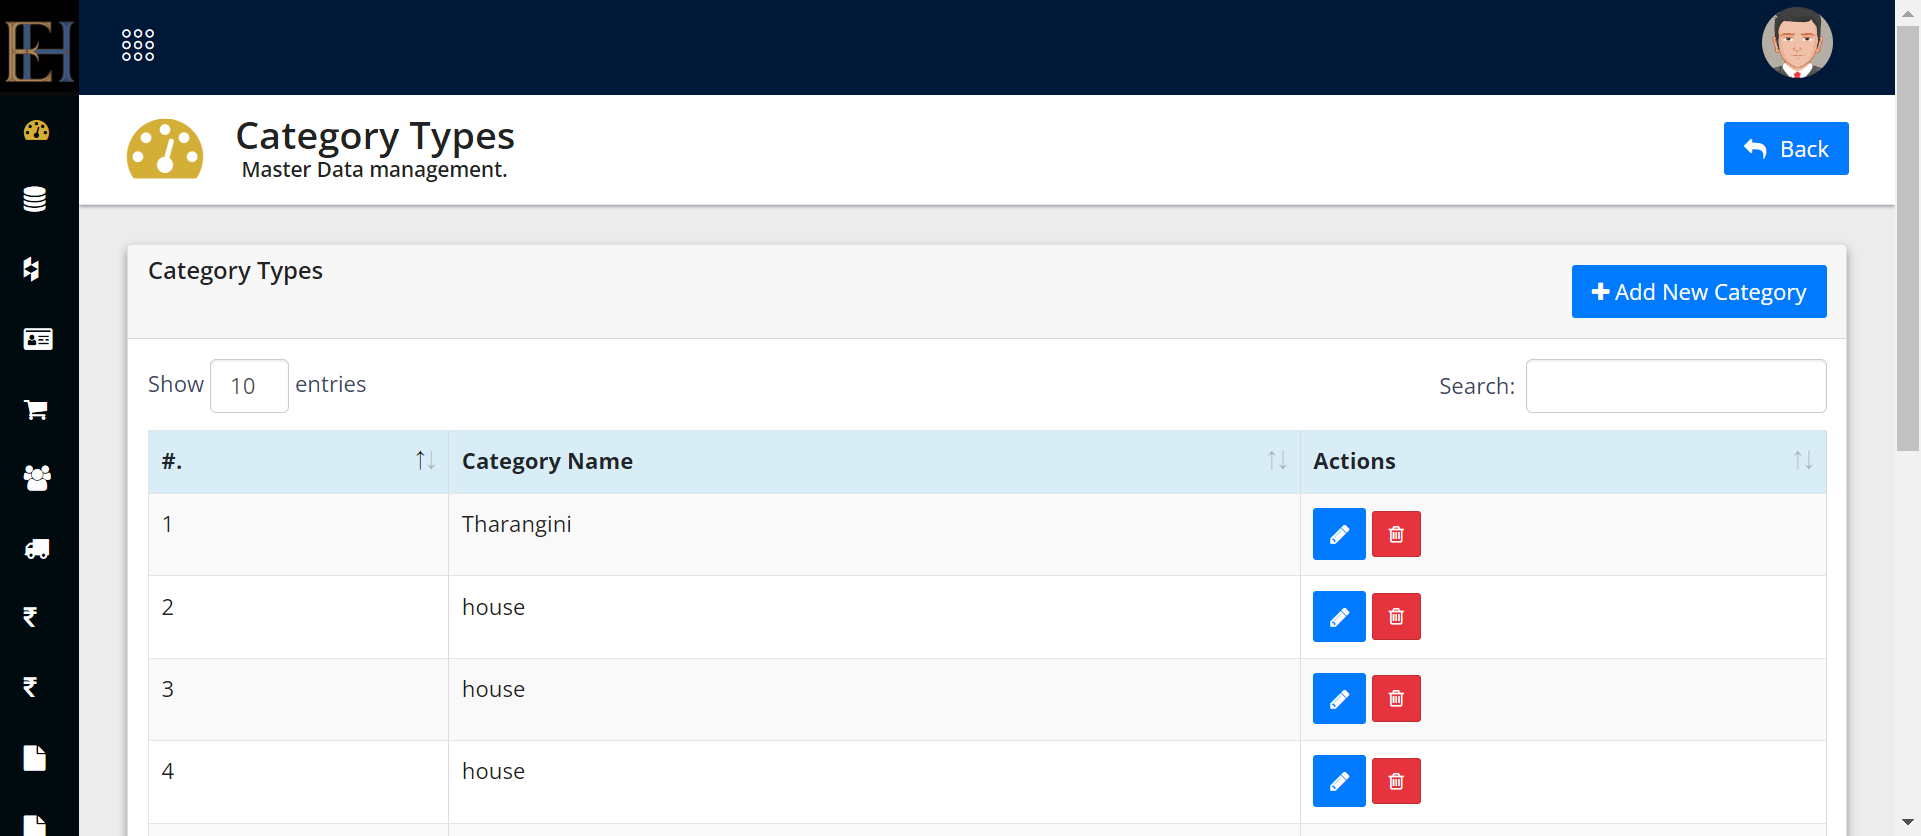 EH
Category Types
Master Data management.
Back
Category Types
Add New Category
Show 10 entries
Search:
#. Category Name Actions
1 Tharangini
2 house
3 house
4 house